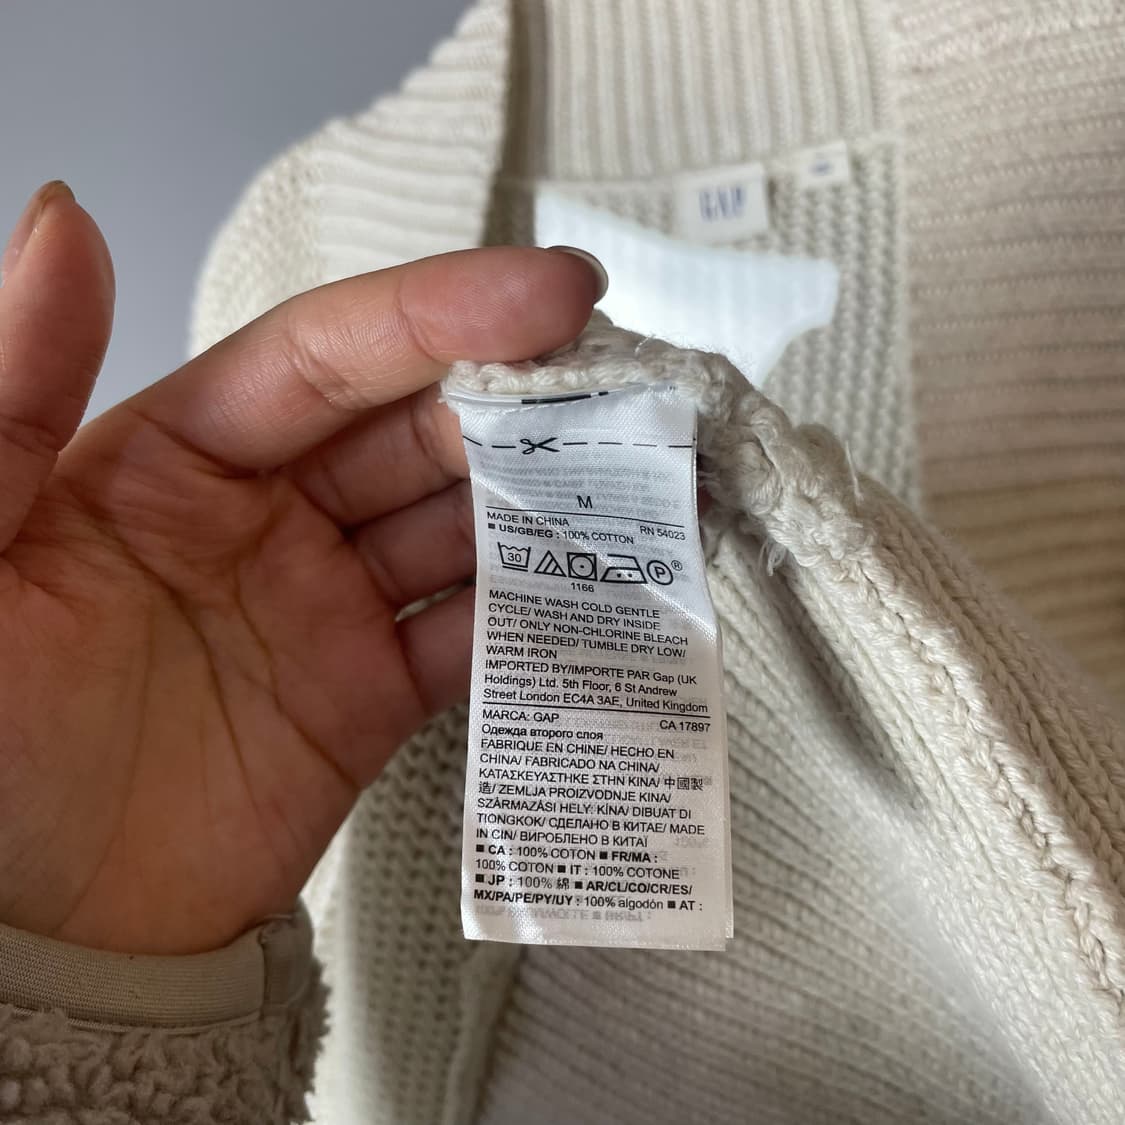 GAP
M
MADE IN CHINA RN 54023
■ US/GB/EG : 100% COTTON
30 P ®
1166
MACHINE WASH COLD GENTLE
CYCLE/ WASH AND DRY INSIDE
OUT/ ONLY NON-CHLORINE BLEACH
WHEN NEEDED/ TUMBLE DRY LOW/
WARM IRON
IMPORTED BY/IMPORTE PAR Gap (UK
Holdings) Ltd. 5th Floor, 6 St Andrew
Street London EC4A 3AE, United Kingdom
MARCA: GAP CA 17897
Одежда второго слоя
FABRIQUE EN CHINE/ HECHO EN
CHINA/ FABRICADO NA CHINA/
ΚΑΤΑΣΚΕΥΑΣΤΗΚΕ ΣΤΗΝ ΚΙΝΑ/ 中國製
造/ ZEMLJA PROIZVODNJE KINA/
SZÁRMAZÁSI HELY: KÍNA/ DIBUAT DI
TIONGKOK/ СДЕЛАНО В КИТАЕ/ MADE
IN CIN/ ВИРОБЛЕНО В КИТАЇ
■ CA : 100% COTON ■ FR/MA :
100% COTON ■ IT : 100% COTONE
■ JP : 100% 綿 ■ AR/CL/CO/CR/ES/
MX/PA/PE/PY/UY : 100% algodón ■ AT :